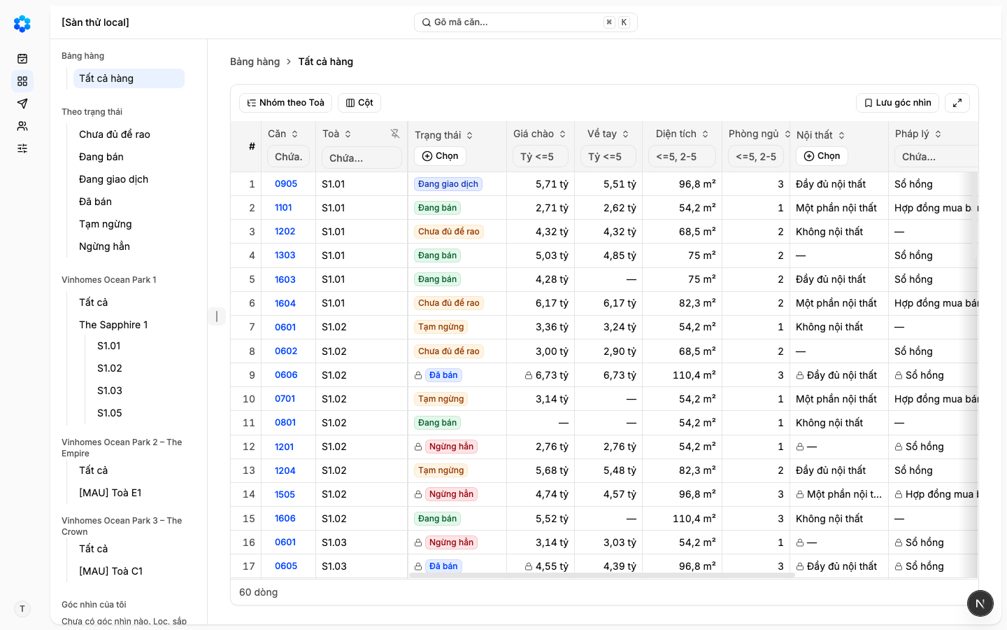 [Sàn thử local]
Gõ mã căn...
⌘ K
Bảng hàng
Tất cả hàng
Theo trạng thái
Chưa đủ để rao
Đang bán
Đang giao dịch
Đã bán
Tạm ngừng
Ngừng hẳn
Vinhomes Ocean Park 1
Tất cả
The Sapphire 1
S1.01
S1.02
S1.03
S1.05
Vinhomes Ocean Park 2 – The
Empire
Tất cả
[MAU] Toà E1
Vinhomes Ocean Park 3 – The
Crown
Tất cả
[MAU] Toà C1
Góc nhìn của tôi
Chưa có góc nhìn nào. Lọc, sắp
T
Bảng hàng > Tất cả hàng
Nhóm theo Toà Cột Lưu góc nhìn
# Căn Toà Trạng thái Giá chào Về tay Diện tích Phòng ngủ Nội thất Pháp lý
Chứa. Chứa... Chọn Tỷ <=5 Tỷ <=5 <=5, 2-5 <=5, 2-5 Chọn Chứa...
1 0905 S1.01 Đang giao dịch 5,71 tỷ 5,51 tỷ 96,8 m² 3 Đầy đủ nội thất Sổ hồng
2 1101 S1.01 Đang bán 2,71 tỷ 2,62 tỷ 54,2 m² 1 Một phần nội thất Hợp đồng mua
3 1202 S1.01 Chưa đủ để rao 4,32 tỷ 4,32 tỷ 68,5 m² 2 Không nội thất —
4 1303 S1.01 Đang bán 5,03 tỷ 4,85 tỷ 75 m² 2 — Sổ hồng
5 1603 S1.01 Đang bán 4,28 tỷ — 75 m² 2 Đầy đủ nội thất Sổ hồng
6 1604 S1.01 Chưa đủ để rao 6,17 tỷ 6,17 tỷ 82,3 m² 2 Một phần nội thất Hợp đồng mua bán
7 0601 S1.02 Tạm ngừng 3,36 tỷ 3,24 tỷ 54,2 m² 1 Không nội thất —
8 0602 S1.02 Chưa đủ để rao 3,00 tỷ 2,90 tỷ 68,5 m² 2 — Sổ hồng
9 0606 S1.02 Đã bán 6,73 tỷ 6,73 tỷ 110,4 m² 3 Đầy đủ nội thất Sổ hồng
10 0701 S1.02 Tạm ngừng 3,14 tỷ — 54,2 m² 1 Một phần nội thất Hợp đồng mua bán
11 0801 S1.02 Đang bán — — 54,2 m² 1 Không nội thất —
12 1201 S1.02 Ngừng hẳn 2,76 tỷ 2,76 tỷ 54,2 m² 1 — Sổ hồng
13 1204 S1.02 Tạm ngừng 5,68 tỷ 5,48 tỷ 82,3 m² 2 Đầy đủ nội thất Sổ hồng
14 1505 S1.02 Ngừng hẳn 4,74 tỷ 4,57 tỷ 96,8 m² 3 Một phần nội t... Hợp đồng mua
15 1606 S1.02 Đang bán 5,52 tỷ — 110,4 m² 3 Không nội thất —
16 0601 S1.03 Ngừng hẳn 3,14 tỷ 3,03 tỷ 54,2 m² 1 — Sổ hồng
17 0605 S1.03 Đã bán 4,55 tỷ 4,39 tỷ 96,8 m² 3 Đầy đủ nội thất Sổ hồng
60 dòng
N